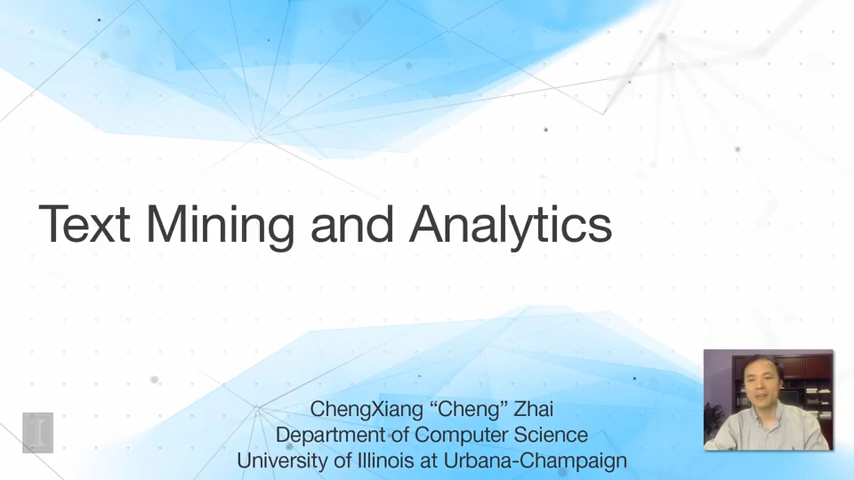 Text Mining and Analytics
ChengXiang “Cheng” Zhai
Department of Computer Science
University of Illinois at Urbana-Champaign